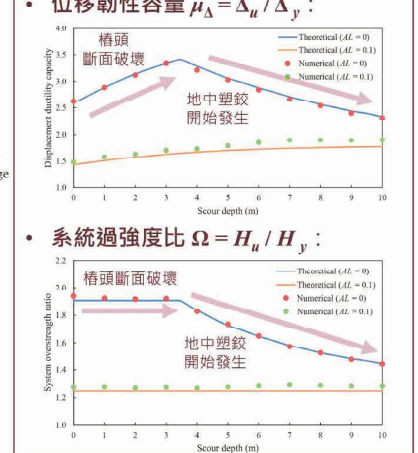 • 位移韌性容量 μΔ = Δu / Δy：
4.0
3.5
3.0
2.5
2.0
1.5
1.0
Displacement ductility capacity
樁頭
斷面破壞
地中塑鉸
開始發生
Theoretical (AL = 0)
Theoretical (AL = 0.1)
Numerical (AL = 0)
Numerical (AL = 0.1)
0 1 2 3 4 5 6 7 8 9 10
Scour depth (m)
ge
• 系統過強度比 Ω = Hu / Hy：
2.2
2.0
1.8
1.6
1.4
1.2
1.0
System overstrength ratio
樁頭斷面破壞
地中塑鉸
開始發生
Theoretical (AL = 0)
Theoretical (AL = 0.1)
Numerical (AL = 0)
Numerical (AL = 0.1)
0 1 2 3 4 5 6 7 8 9 10
Scour depth (m)